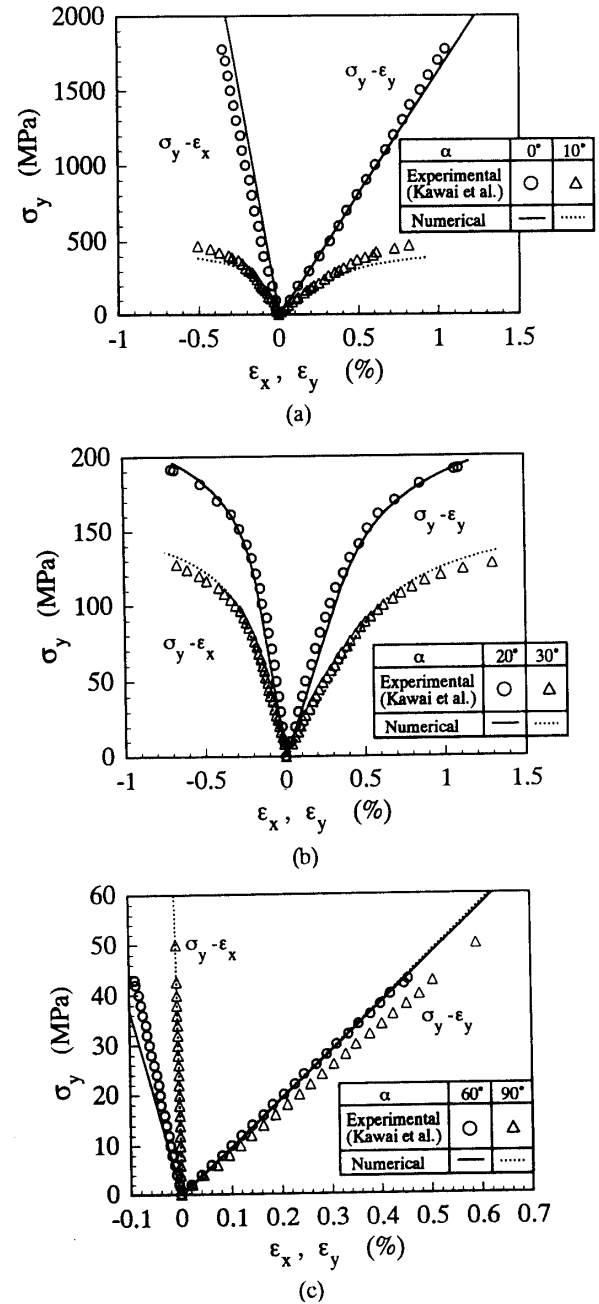 2000
1500
1000
500
0
σy (MPa)
σy-εx
σy-εy
α 0° 10°
Experimental (Kawai et al.)
Numerical
-1 -0.5 0 0.5 1 1.5
εx , εy (%)
(a)
200
150
100
50
0
σy (MPa)
σy-εy
σy-εx
α 20° 30°
Experimental (Kawai et al.)
Numerical
-1 -0.5 0 0.5 1 1.5
εx , εy (%)
(b)
60
50
40
30
20
10
0
σy (MPa)
σy-εx
σy-εy
α 60° 90°
Experimental (Kawai et al.)
Numerical
-0.1 0 0.1 0.2 0.3 0.4 0.5 0.6 0.7
εx , εy (%)
(c)